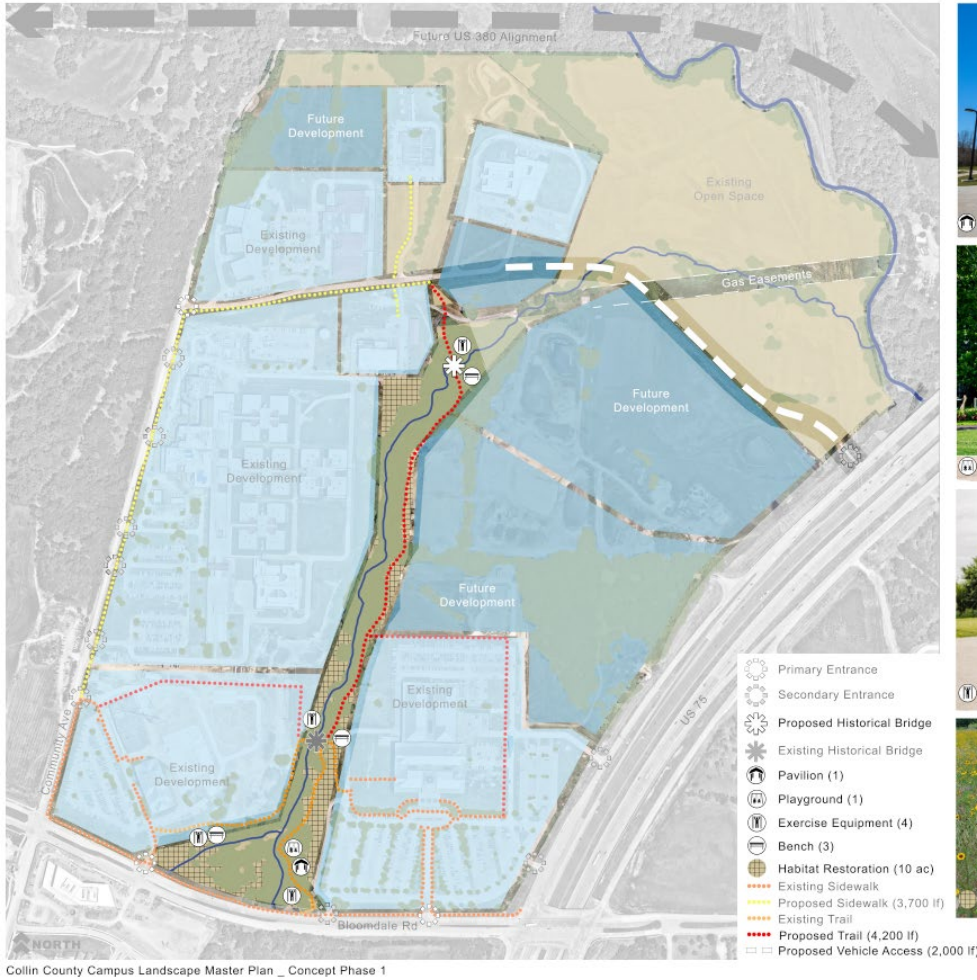 Future US 380 Alignment
Future
Development
Existing
Open Space
Existing
Development
Gas Easements
Future
Development
Existing
Development
Future
Development
Existing
Development
Existing
Development
Community Ave
US 75
Bloomdale Rd
NORTH
Primary Entrance
Secondary Entrance
Proposed Historical Bridge
Existing Historical Bridge
Pavilion (1)
Playground (1)
Exercise Equipment (4)
Bench (3)
Habitat Restoration (10 ac)
Existing Sidewalk
Proposed Sidewalk (3,700 lf)
Existing Trail
Proposed Trail (4,200 lf)
Proposed Vehicle Access (2,000 lf)
Collin County Campus Landscape Master Plan _ Concept Phase 1